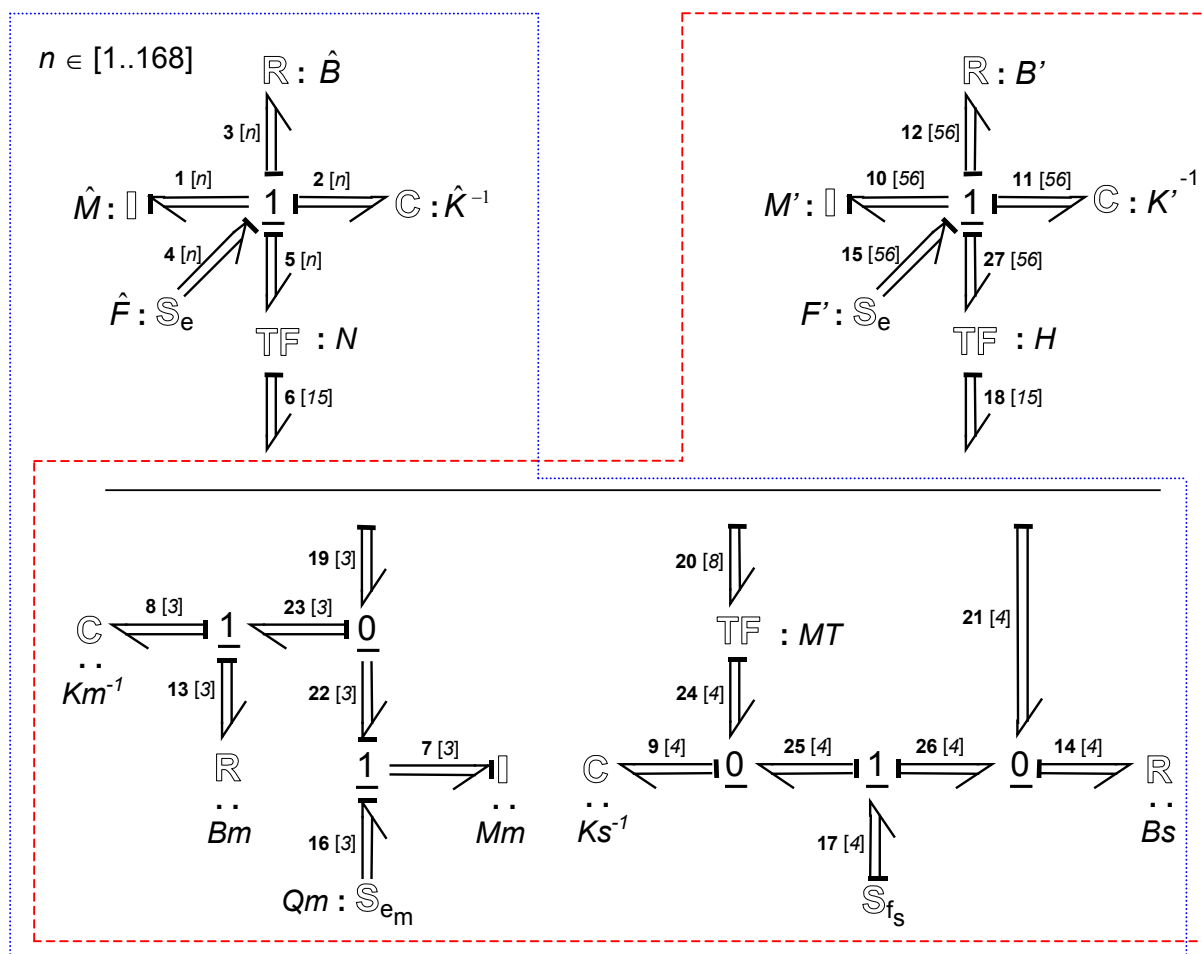 n ∈ [1..168]
R : B̂
3 [n]
1 [n]
2 [n]
M̂ : I
1
C : K̂⁻¹
4 [n]
5 [n]
F̂ : Se
TF : N
6 [15]
R : B’
12 [56]
10 [56]
11 [56]
M’ : I
1
C : K’⁻¹
15 [56]
27 [56]
F’ : Se
TF : H
18 [15]
19 [3]
20 [8]
8 [3]
23 [3]
21 [4]
C
1
0
TF : MT
Km⁻¹
13 [3]
22 [3]
24 [4]
7 [3]
9 [4]
25 [4]
26 [4]
14 [4]
R
1
I
C
0
1
0
R
Bm
Mm
Ks⁻¹
Bs
16 [3]
17 [4]
Qm : Sem
Sfs